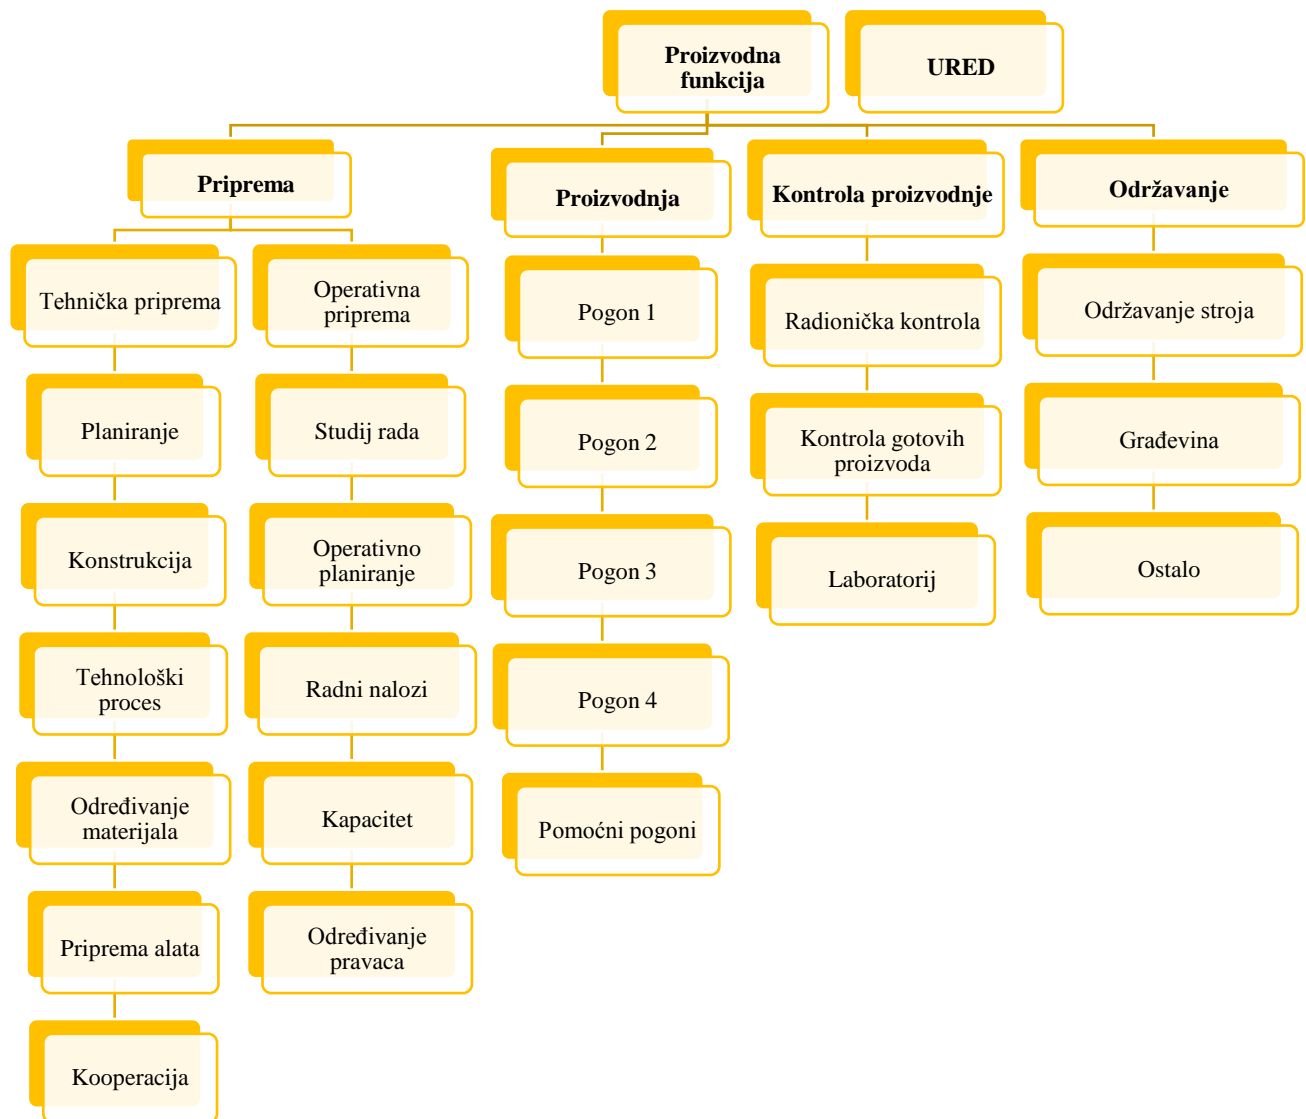 Proizvodna
funkcija
URED
Priprema
Proizvodnja
Kontrola proizvodnje
Održavanje
Tehnička priprema
Operativna
priprema
Pogon 1
Radionička kontrola
Održavanje stroja
Planiranje
Studij rada
Pogon 2
Kontrola gotovih
proizvoda
Građevina
Konstrukcija
Operativno
planiranje
Pogon 3
Laboratorij
Ostalo
Tehnološki
proces
Radni nalozi
Pogon 4
Određivanje
materijala
Kapacitet
Pomoćni pogoni
Priprema alata
Određivanje
pravaca
Kooperacija